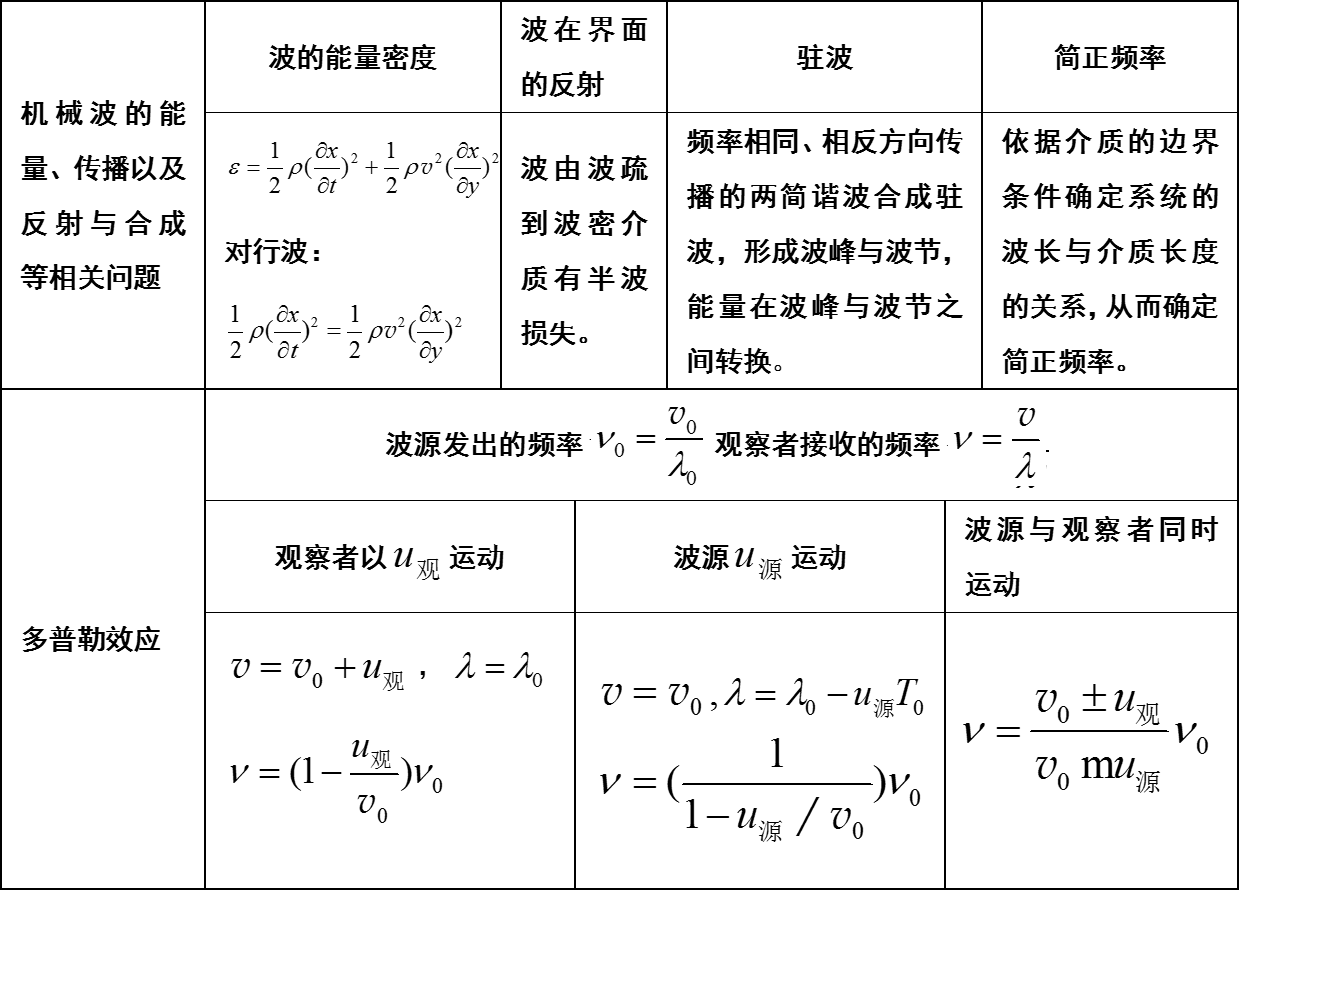 机械波的能
量、传播以及
反射与合成
等相关问题
波的能量密度
波在界面
的反射
驻波
简正频率
ε = 1/2 ρ(∂x/∂t)² + 1/2 ρv²(∂x/∂y)²
对行波：
1/2 ρ(∂x/∂t)² = 1/2 ρv²(∂x/∂y)²
波由波疏
到波密介
质有半波
损失。
频率相同、相反方向传
播的两简谐波合成驻
波，形成波峰与波节，
能量在波峰与波节之
间转换。
依据介质的边界
条件确定系统的
波长与介质长度
的关系，从而确定
简正频率。
多普勒效应
波源发出的频率 ν₀ = v₀/λ₀ 观察者接收的频率 ν = v/λ
观察者以 u观 运动
波源 u源 运动
波源与观察者同时
运动
v = v₀ + u观 ， λ = λ₀
ν = (1 − u观/v₀)ν₀
v = v₀ , λ = λ₀ − u源T₀
ν = (1/(1 − u源 / v₀))ν₀
ν = (v₀ ± u观)/(v₀ mu源) ν₀